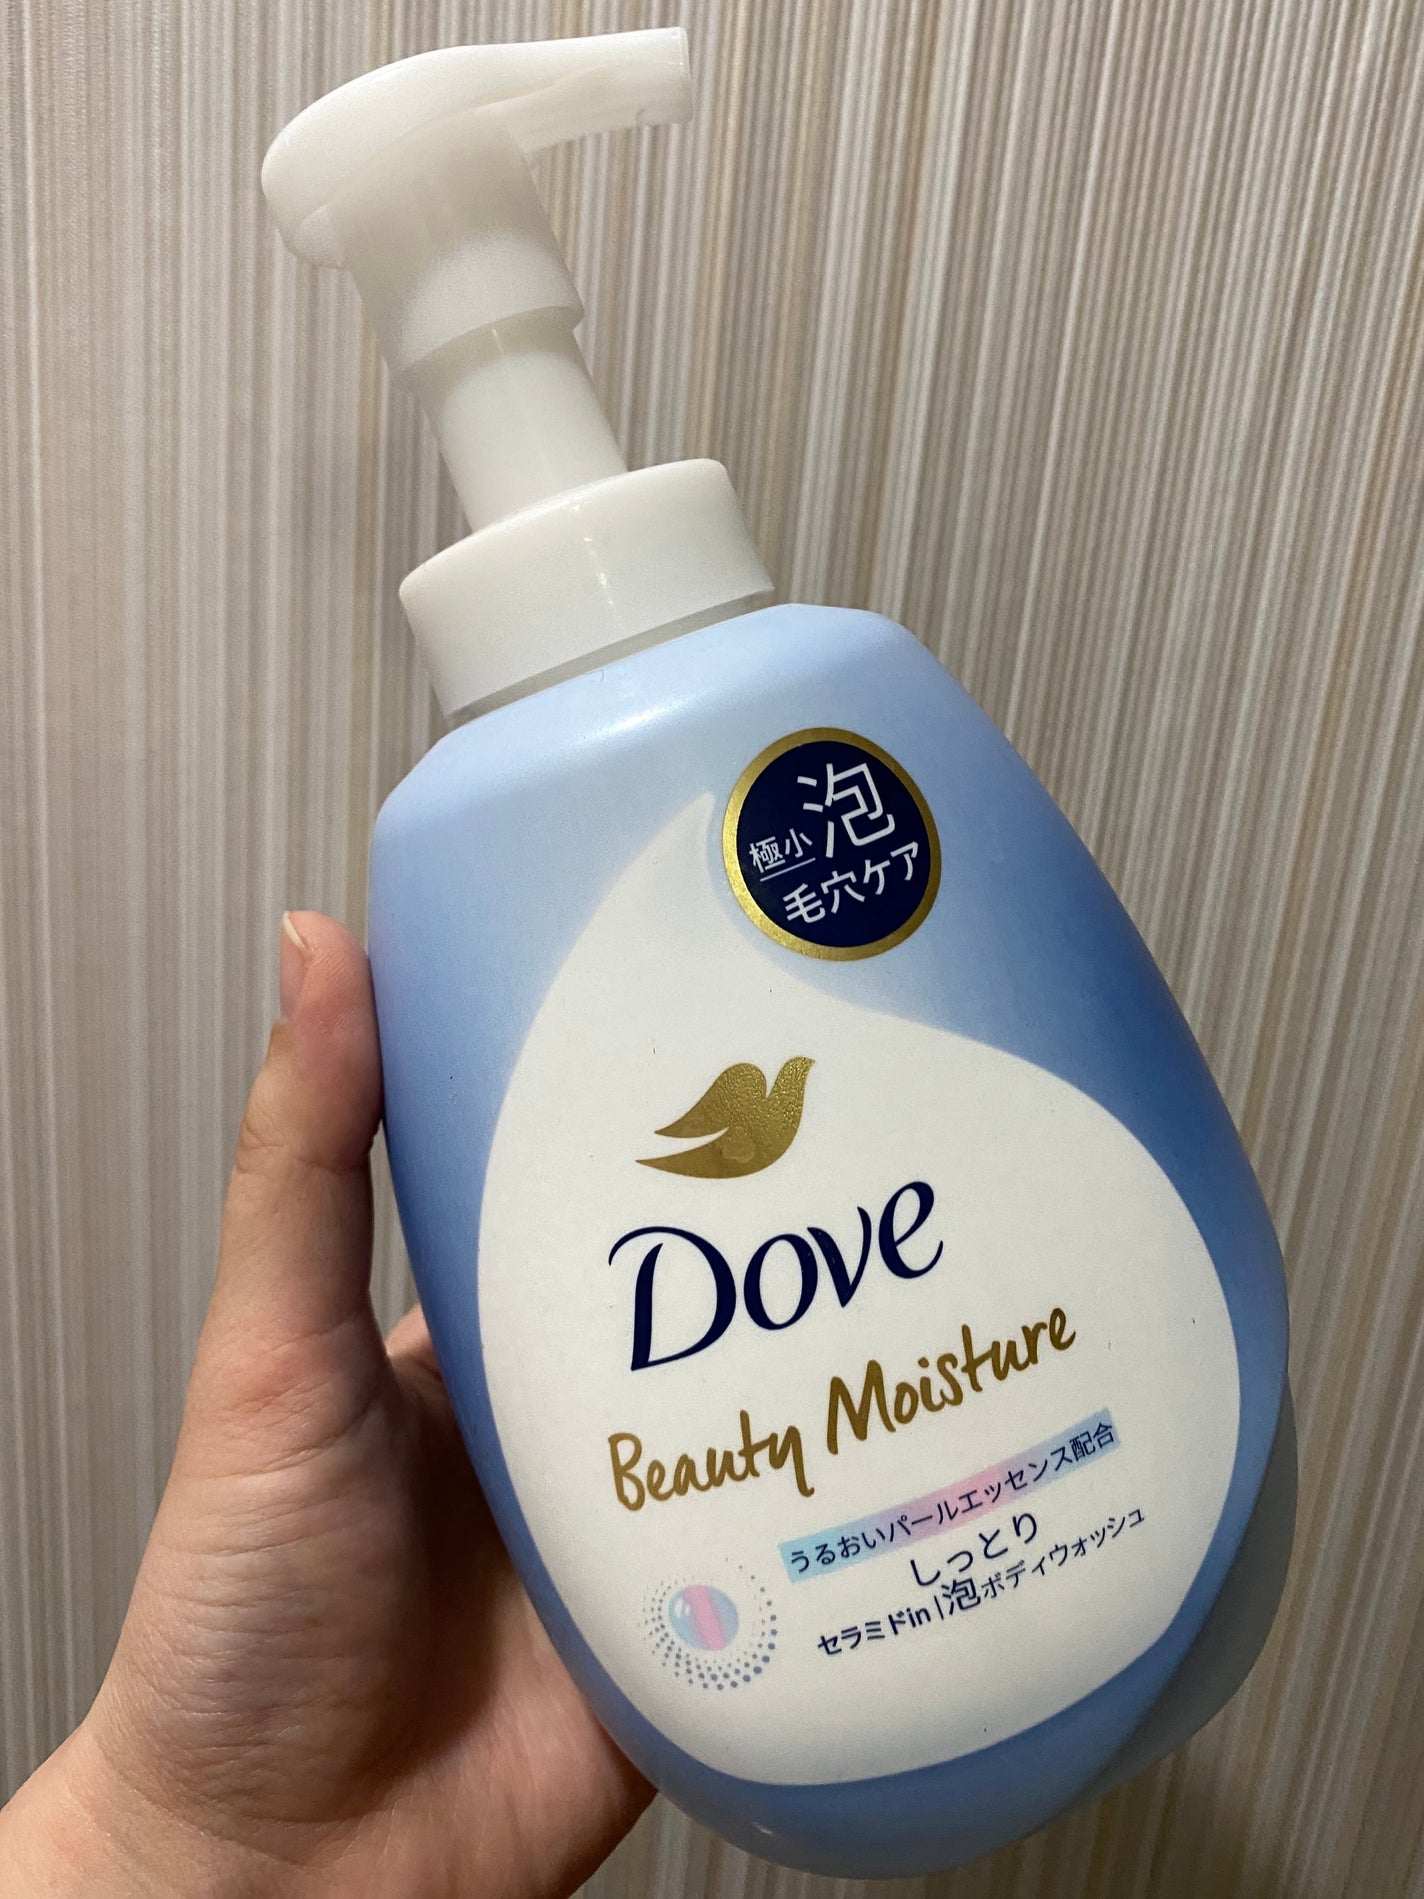 極小泡
毛穴ケア
Dove
Beauty Moisture
うるおいパールエッセンス配合
しっとり
セラミドin|泡ボディウォッシュ